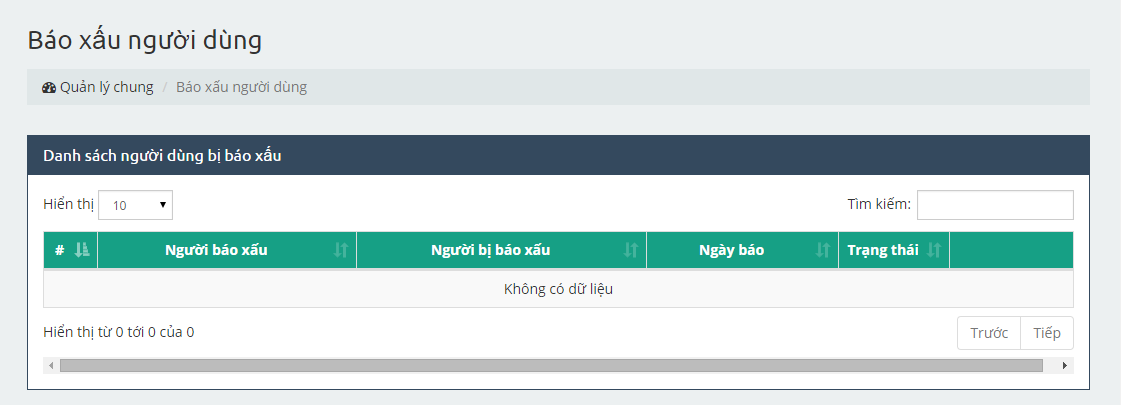 Báo xấu người dùng
Quản lý chung / Báo xấu người dùng
Danh sách người dùng bị báo xấu
Hiển thị 10 Tìm kiếm:
# Người báo xấu Người bị báo xấu Ngày báo Trạng thái
Không có dữ liệu
Hiển thị từ 0 tới 0 của 0 Trước Tiếp